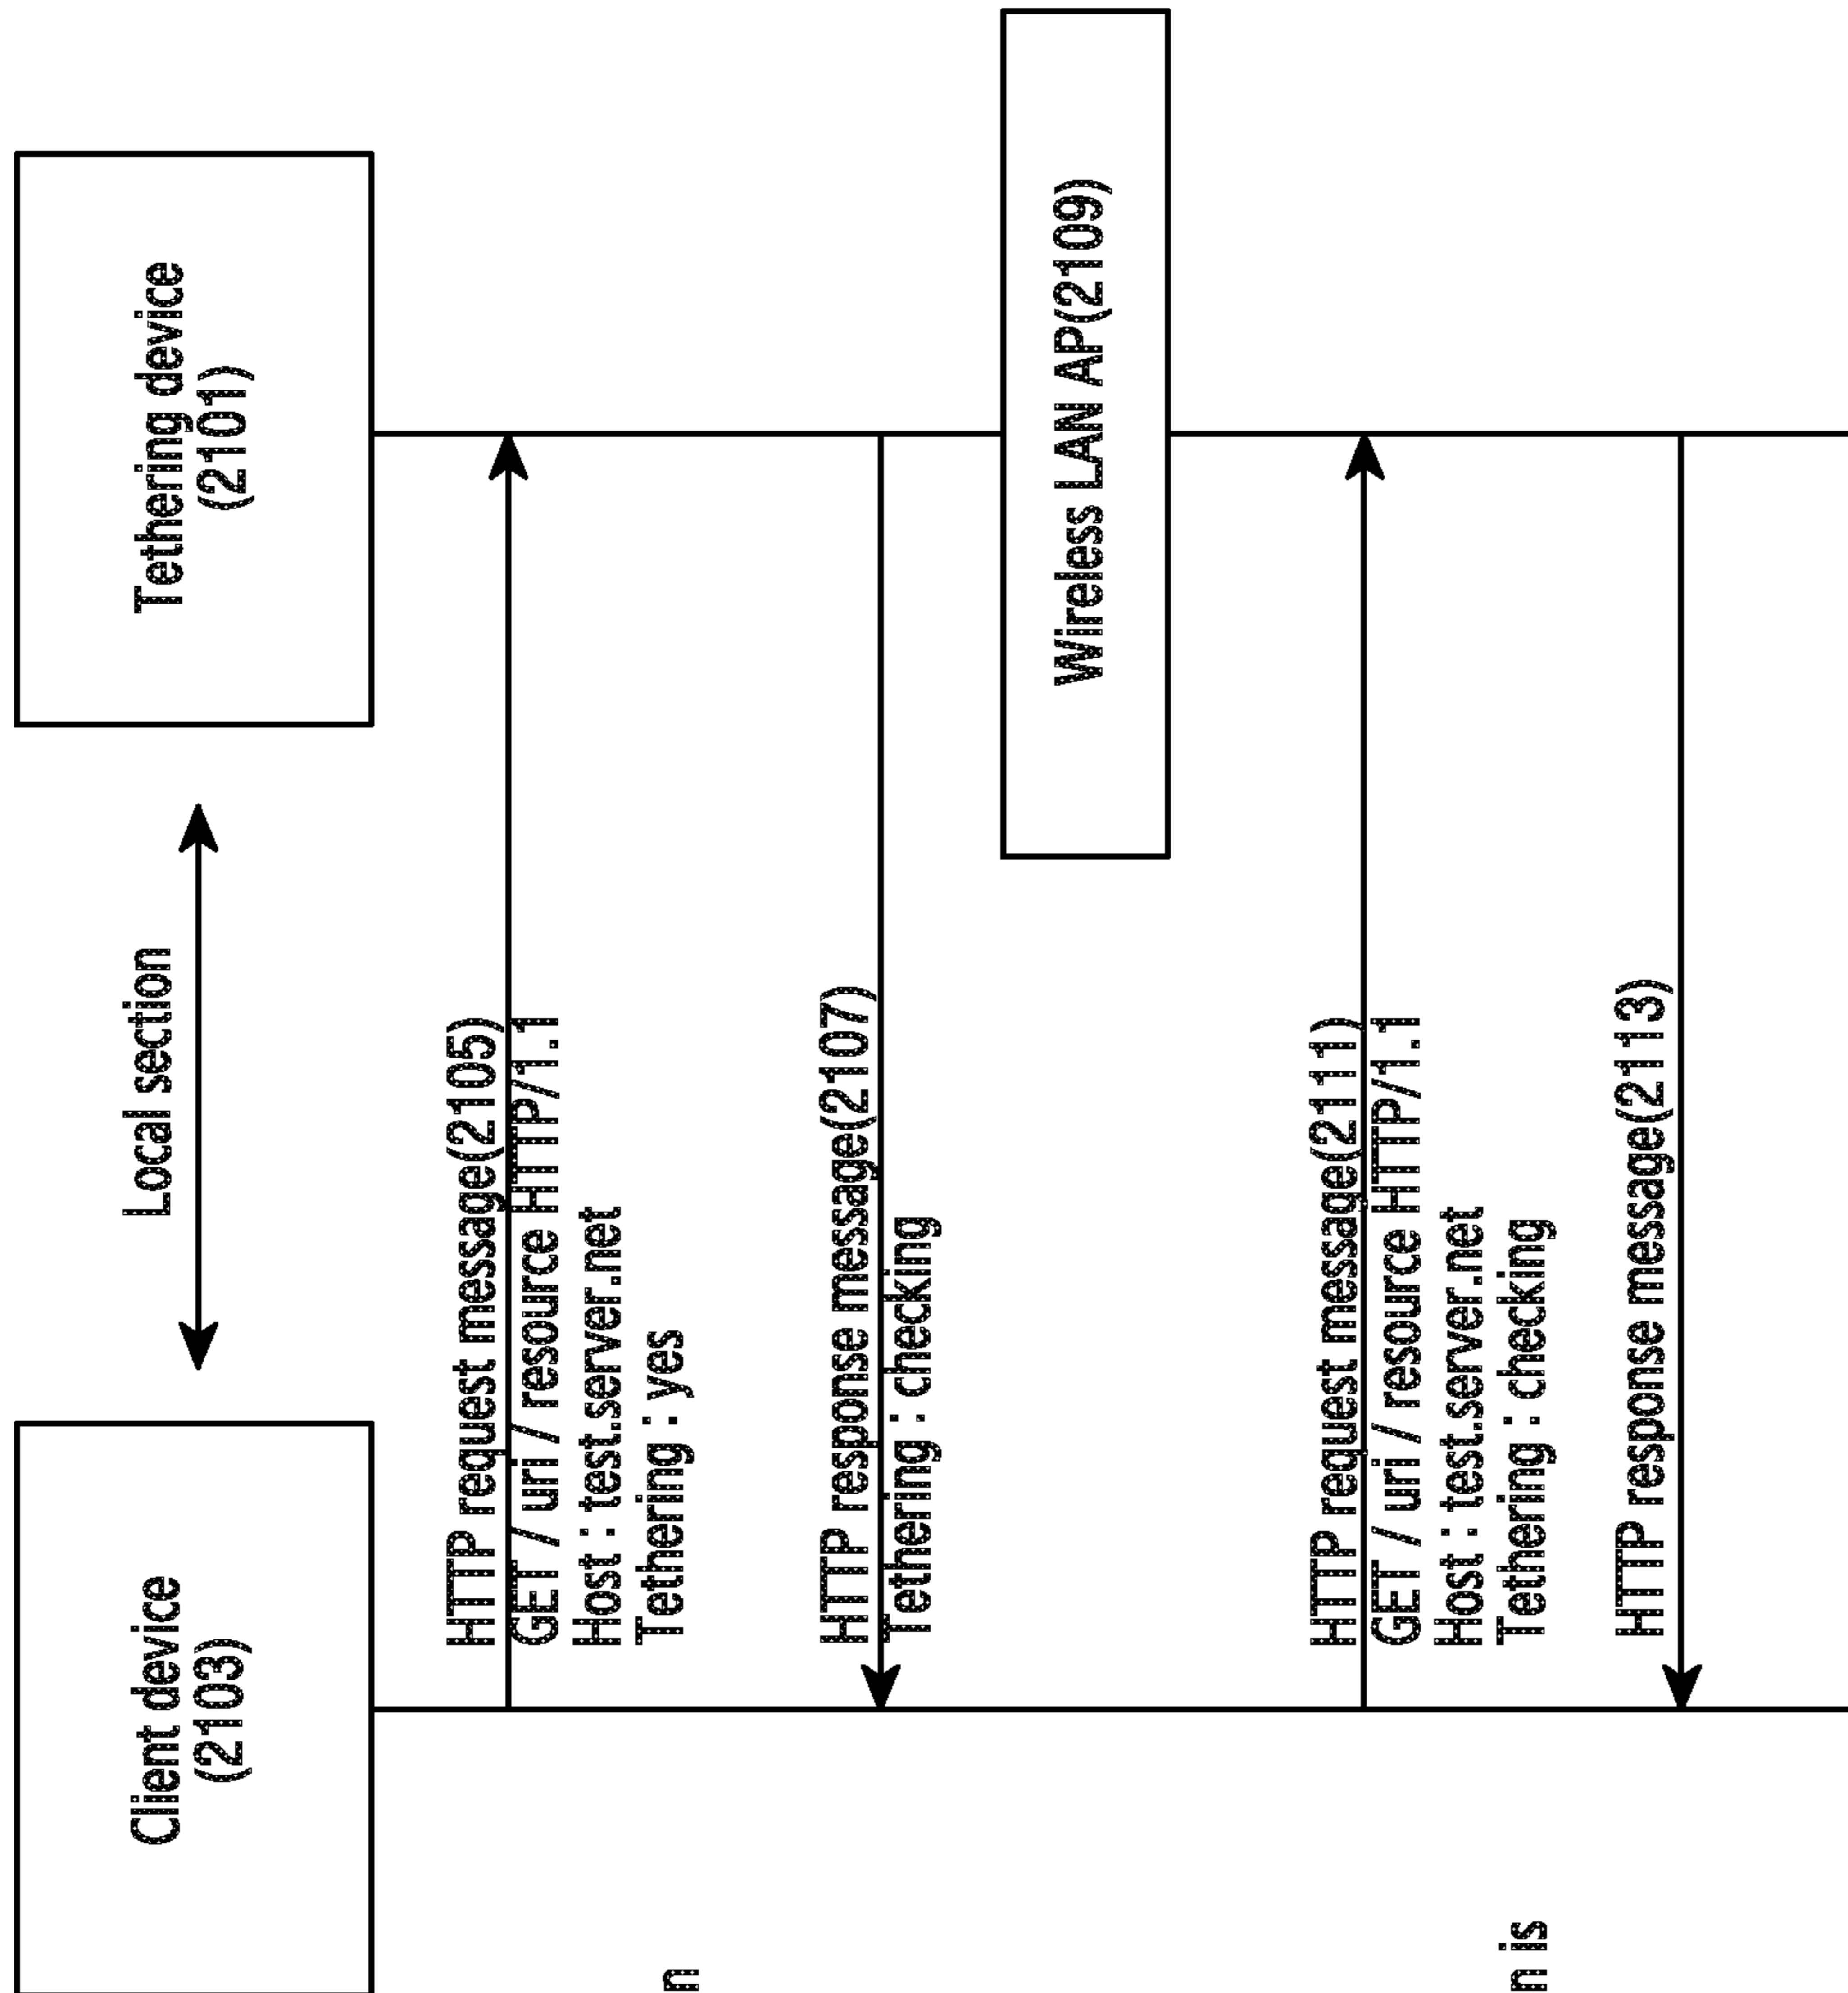 Client device
(2103)
Local section
Tethering device
(2101)
HTTP request message(2105)
GET / uri / resource HTTP/1.1
Host : test.server.net
Tethering : yes
n
HTTP response message(2107)
Tethering : checking
Wireless LAN AP(2109)
HTTP request message(2111)
GET / uri / resource HTTP/1.1
Host : test.server.net
Tethering : checking
n is
HTTP response message(2113)